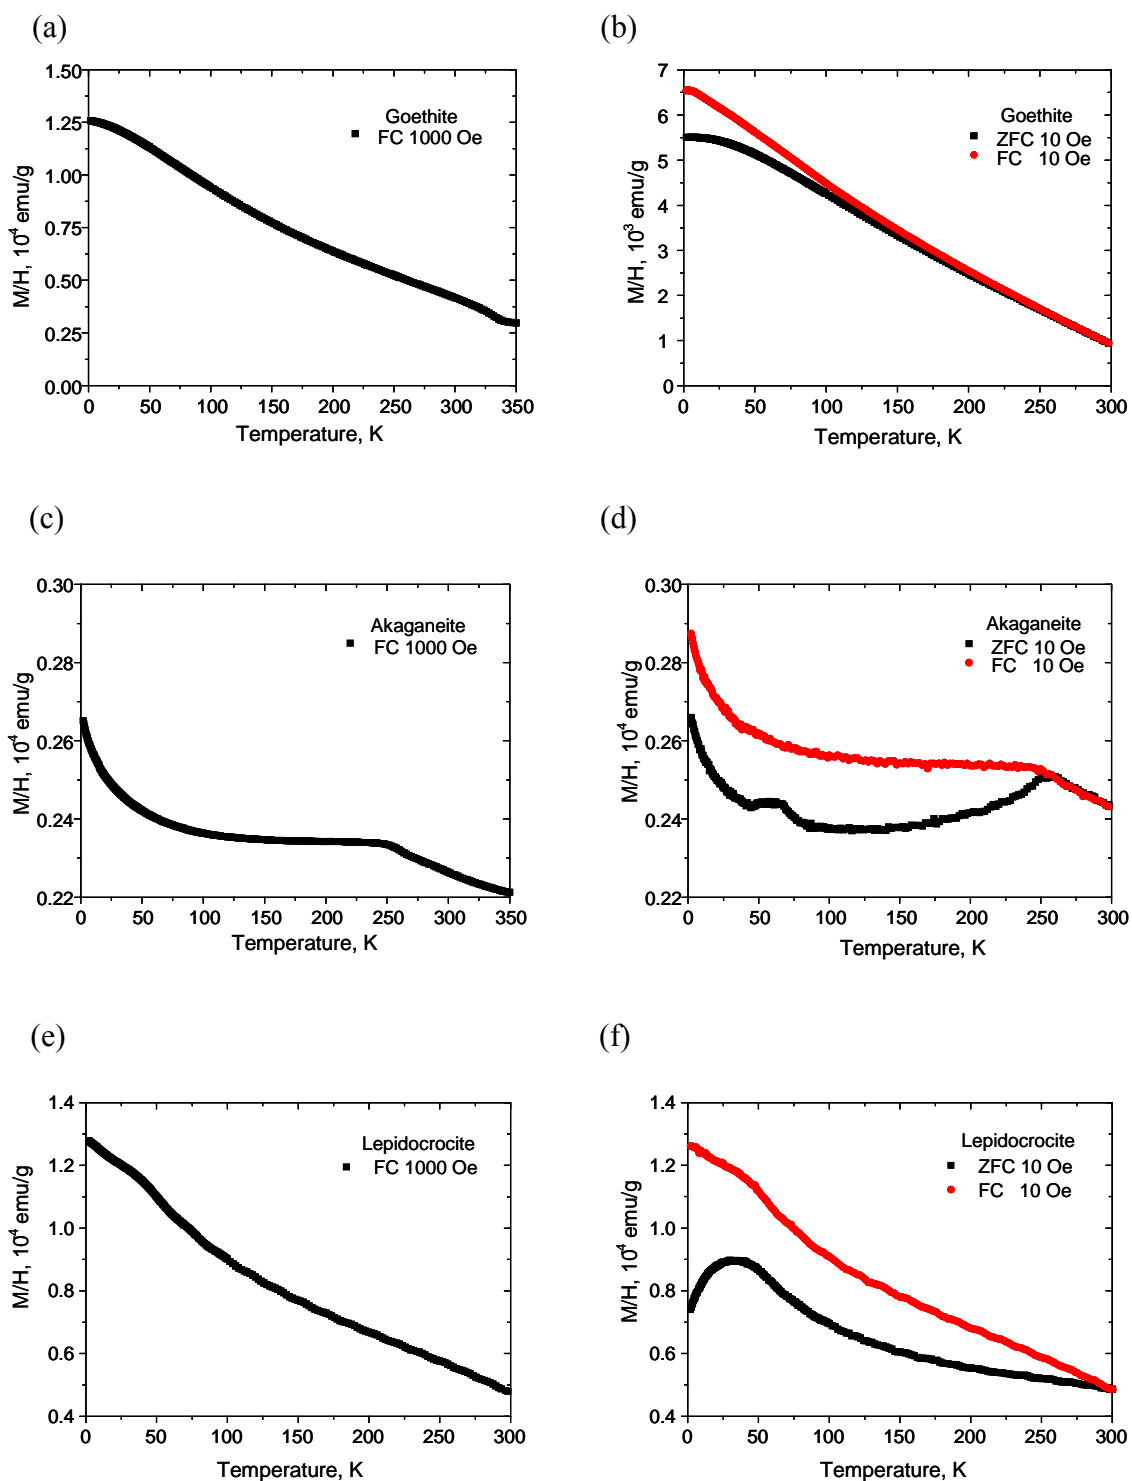 (a)
1.50
1.25
1.00
0.75
0.50
0.25
0.00
M/H, 10⁴ emu/g
Goethite
FC 1000 Oe
0 50 100 150 200 250 300 350
Temperature, K
(b)
7
6
5
4
3
2
1
0
M/H, 10³ emu/g
Goethite
ZFC 10 Oe
FC 10 Oe
0 50 100 150 200 250 300
Temperature, K
(c)
0.30
0.28
0.26
0.24
0.22
M/H, 10⁴ emu/g
Akaganeite
FC 1000 Oe
0 50 100 150 200 250 300 350
Temperature, K
(d)
0.30
0.28
0.26
0.24
0.22
M/H, 10⁴ emu/g
Akaganeite
ZFC 10 Oe
FC 10 Oe
0 50 100 150 200 250 300
Temperature, K
(e)
1.4
1.2
1.0
0.8
0.6
0.4
M/H, 10⁴ emu/g
Lepidocrocite
FC 1000 Oe
0 50 100 150 200 250 300
Temperature, K
(f)
1.4
1.2
1.0
0.8
0.6
0.4
M/H, 10⁴ emu/g
Lepidocrocite
ZFC 10 Oe
FC 10 Oe
0 50 100 150 200 250 300
Temperature, K